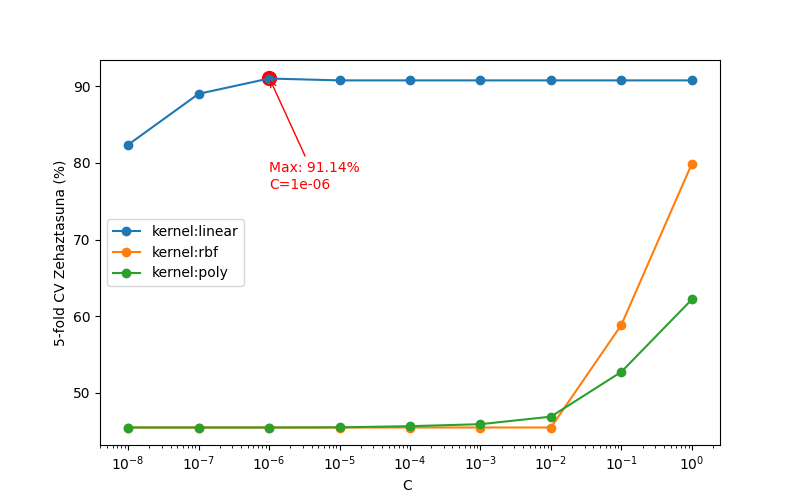 90
80
70
60
50
5-fold CV Zehaztasuna (%)
Max: 91.14%
C=1e-06
kernel:linear
kernel:rbf
kernel:poly
10⁻⁸ 10⁻⁷ 10⁻⁶ 10⁻⁵ 10⁻⁴ 10⁻³ 10⁻² 10⁻¹ 10⁰
C